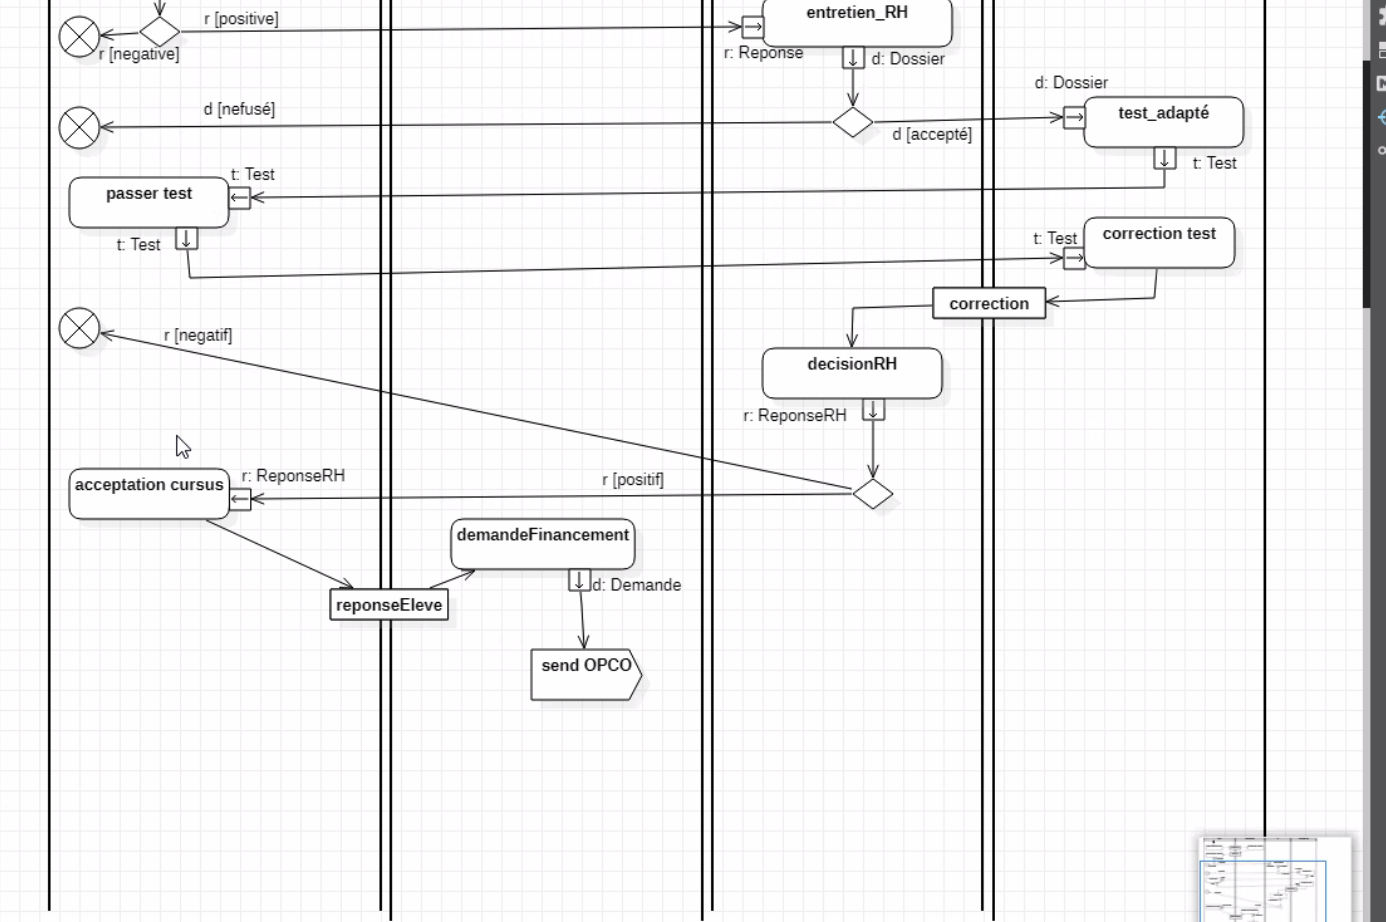 entretien_RH
r [positive]
r [negative]
r: Reponse
d: Dossier
d: Dossier
d [nefusé]
d [accepté]
test_adapté
t: Test
t: Test
passer test
t: Test
t: Test
correction test
correction
r [negatif]
decisionRH
r: ReponseRH
r: ReponseRH
r [positif]
acceptation cursus
demandeFinancement
d: Demande
reponseEleve
send OPCO